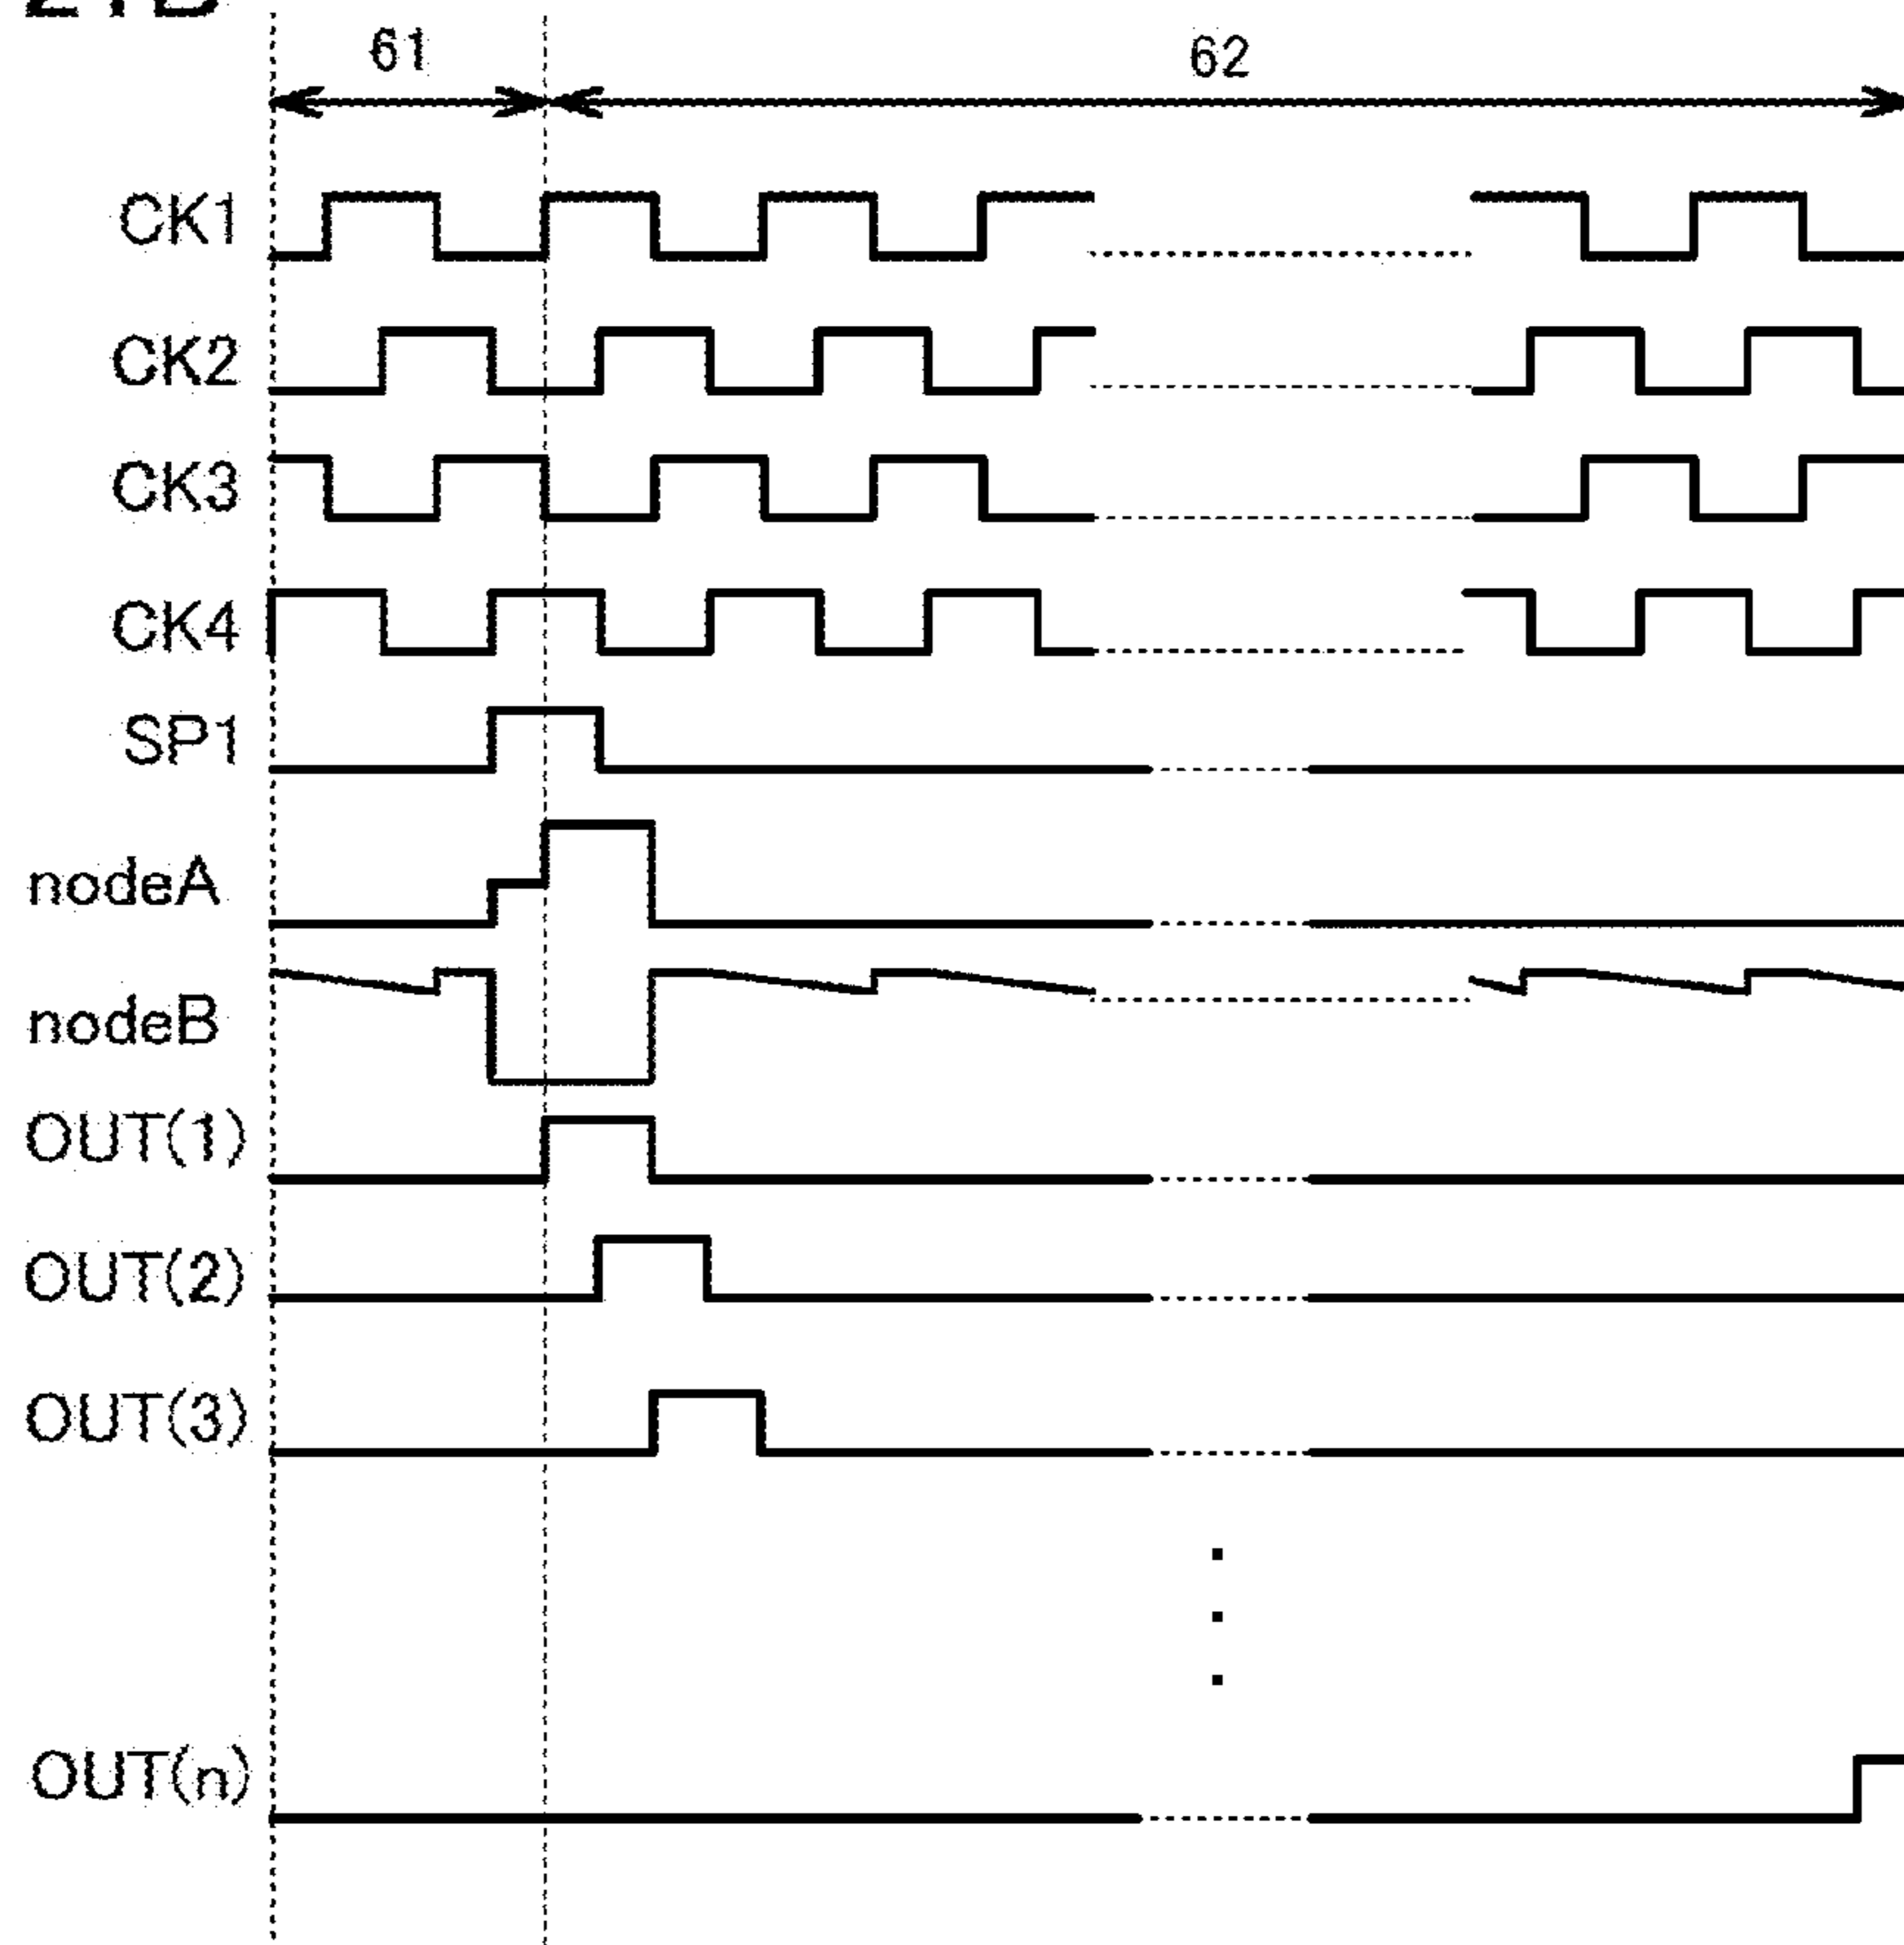 61
62
CK1
CK2
CK3
CK4
SP1
nodeA
nodeB
OUT(1)
OUT(2)
OUT(3)
OUT(n)